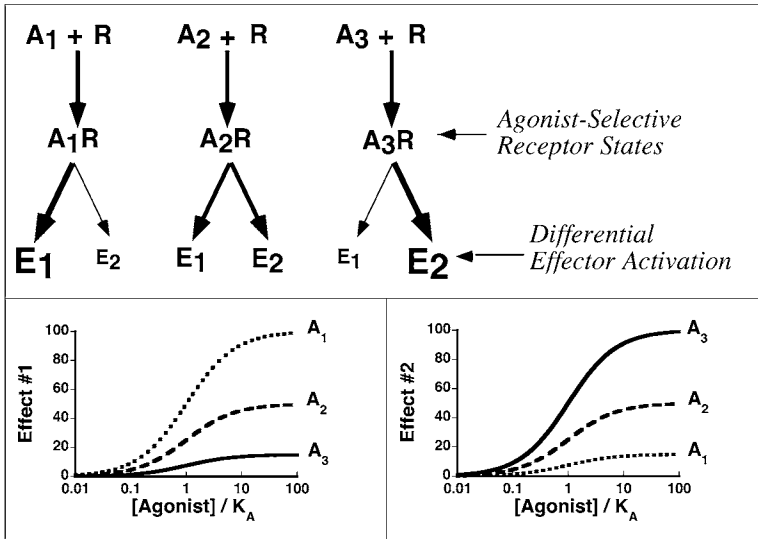 A1 + R
A2 + R
A3 + R
A1R
A2R
A3R
Agonist-Selective
Receptor States
E1
E2
E1
E2
E1
E2
Differential
Effector Activation
Effect #1
100
80
60
40
20
0
0.01
0.1
1
10
100
[Agonist] / KA
A1
A2
A3
Effect #2
100
80
60
40
20
0
0.01
0.1
1
10
100
[Agonist] / KA
A3
A2
A1